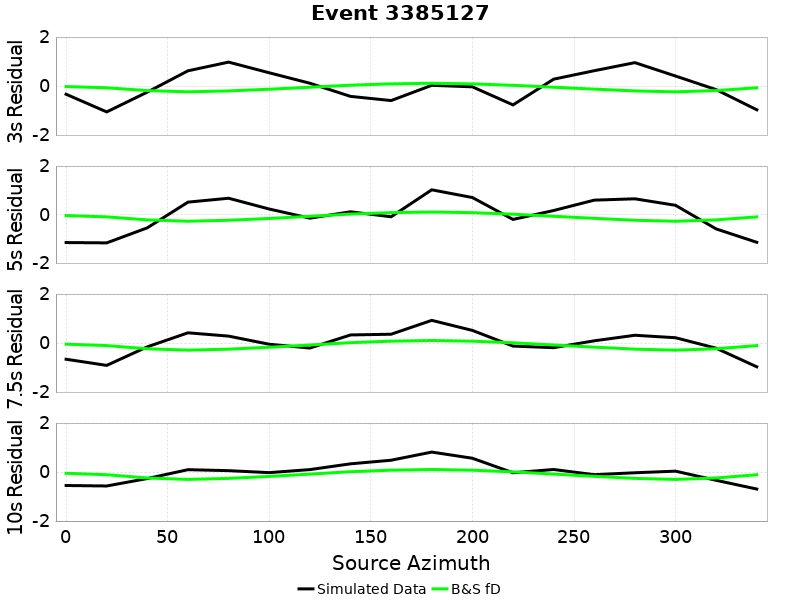 Event 3385127
3s Residual
2
0
-2
5s Residual
2
0
-2
7.5s Residual
2
0
-2
10s Residual
2
0
-2
0 50 100 150 200 250 300
Source Azimuth
Simulated Data B&S fD